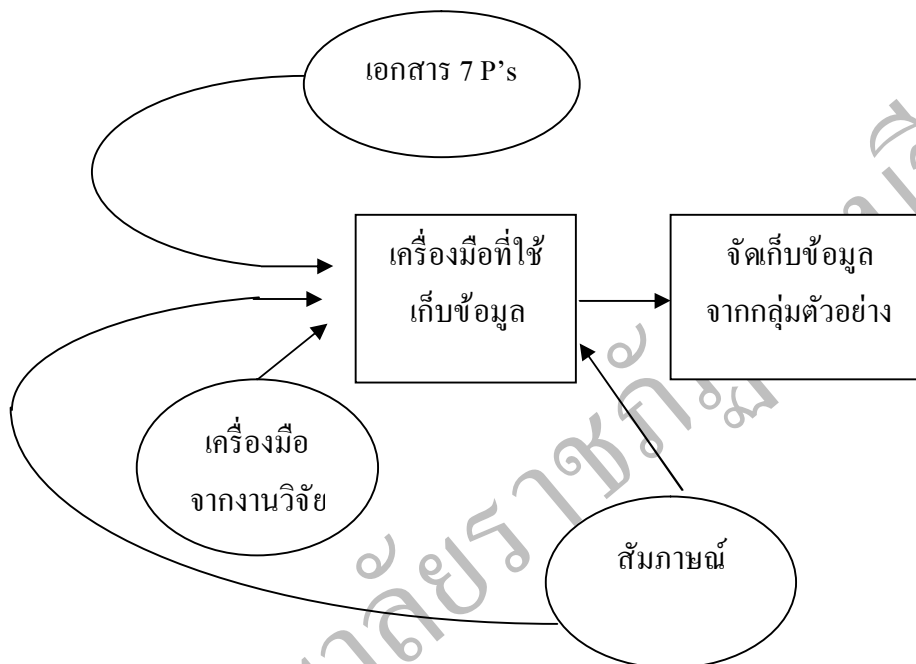 เอกสาร 7 P’s
เครื่องมือที่ใช้
เก็บข้อมูล
จัดเก็บข้อมูล
จากกลุ่มตัวอย่าง
เครื่องมือ
จากงานวิจัย
สัมภาษณ์